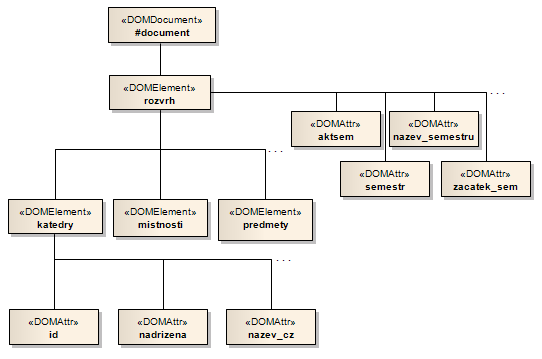 «DOMDocument»
#document
«DOMElement»
rozvrh
. . .
«DOMAttr»
aktsem
«DOMAttr»
nazev_semestru
«DOMAttr»
semestr
«DOMAttr»
zacatek_sem
. . .
«DOMElement»
katedry
«DOMElement»
mistnosti
«DOMElement»
predmety
. . .
«DOMAttr»
id
«DOMAttr»
nadrizena
«DOMAttr»
nazev_cz